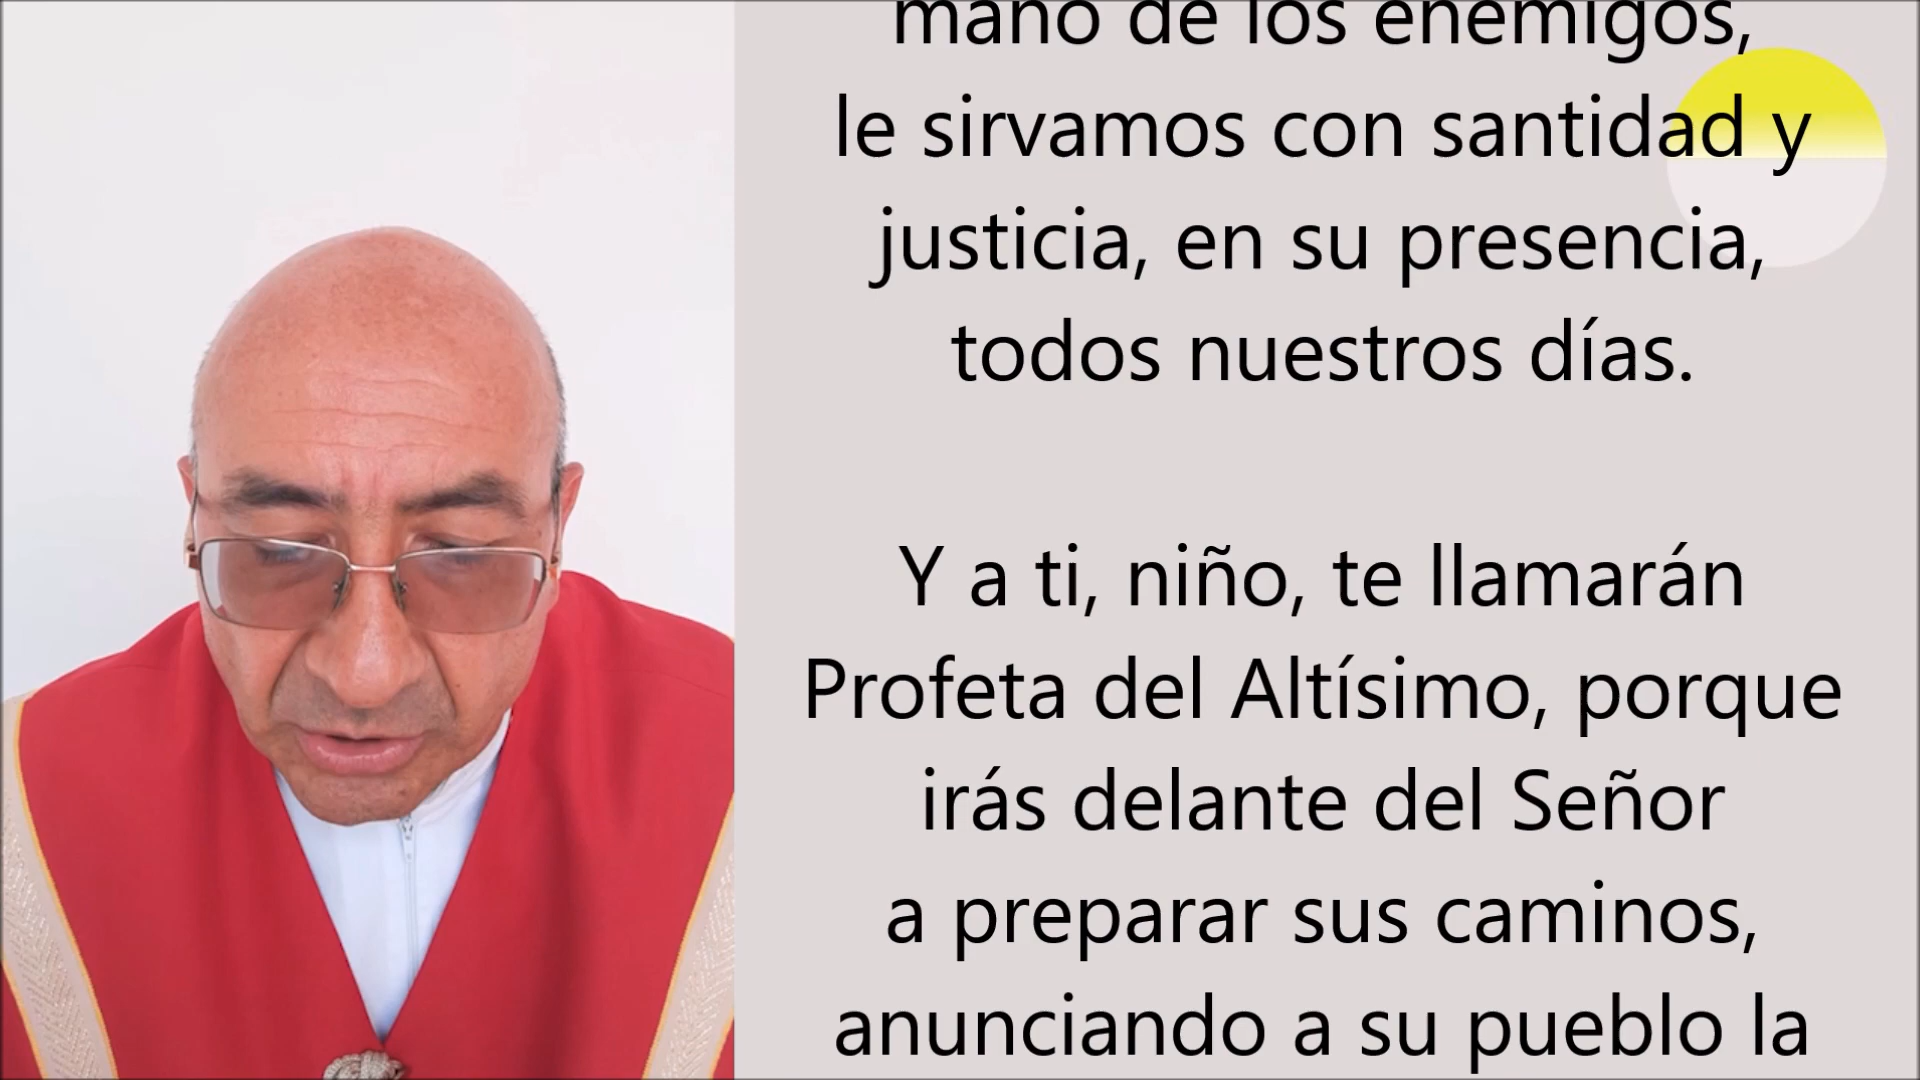 mano de los enemigos,
le sirvamos con santidad y
justicia, en su presencia,
todos nuestros días.
Y a ti, niño, te llamarán
Profeta del Altísimo, porque
irás delante del Señor
a preparar sus caminos,
anunciando a su pueblo la